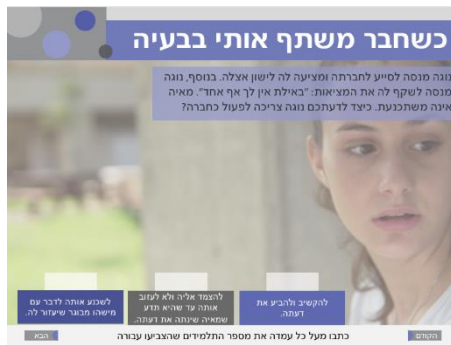 כשחבר משתף אותי בבעיה
נוגה מנסה לסייע לחברתה ומציעה לה לישון אצלה. בנוסף, נוגה
מנסה לשקף לה את המציאות: "באילת אין לך אף אחד". מאיה
אינה משתכנעת. כיצד לדעתכם נוגה צריכה לפעול כחברה?
להקשיב ולהביע את
דעתה.
להצמד אליה ולא לעזוב
אותה עד שהיא תדע
שמאיה שינתה את דעתה.
לשכנע אותה לדבר עם
מישהו מבוגר שיעזור לה.
הקודם
כתבו מעל כל עמדה את מספר התלמידים שהצביעו עבורה
הבא